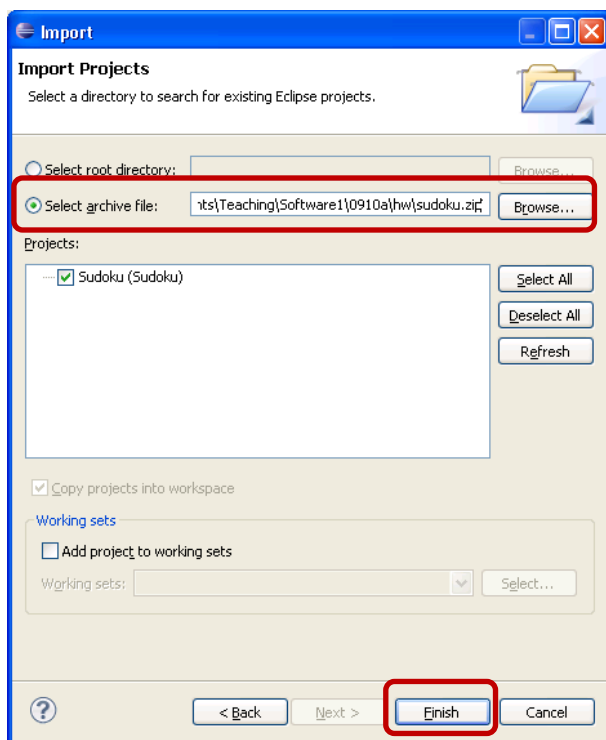 Import
Import Projects
Select a directory to search for existing Eclipse projects.
Select root directory: Browse...
Select archive file: nts\Teaching\Software1\0910a\hw\sudoku.zip Browse...
Projects:
Sudoku (Sudoku)
Select All
Deselect All
Refresh
Copy projects into workspace
Working sets
Add project to working sets
Working sets: Select...
? < Back Next > Finish Cancel